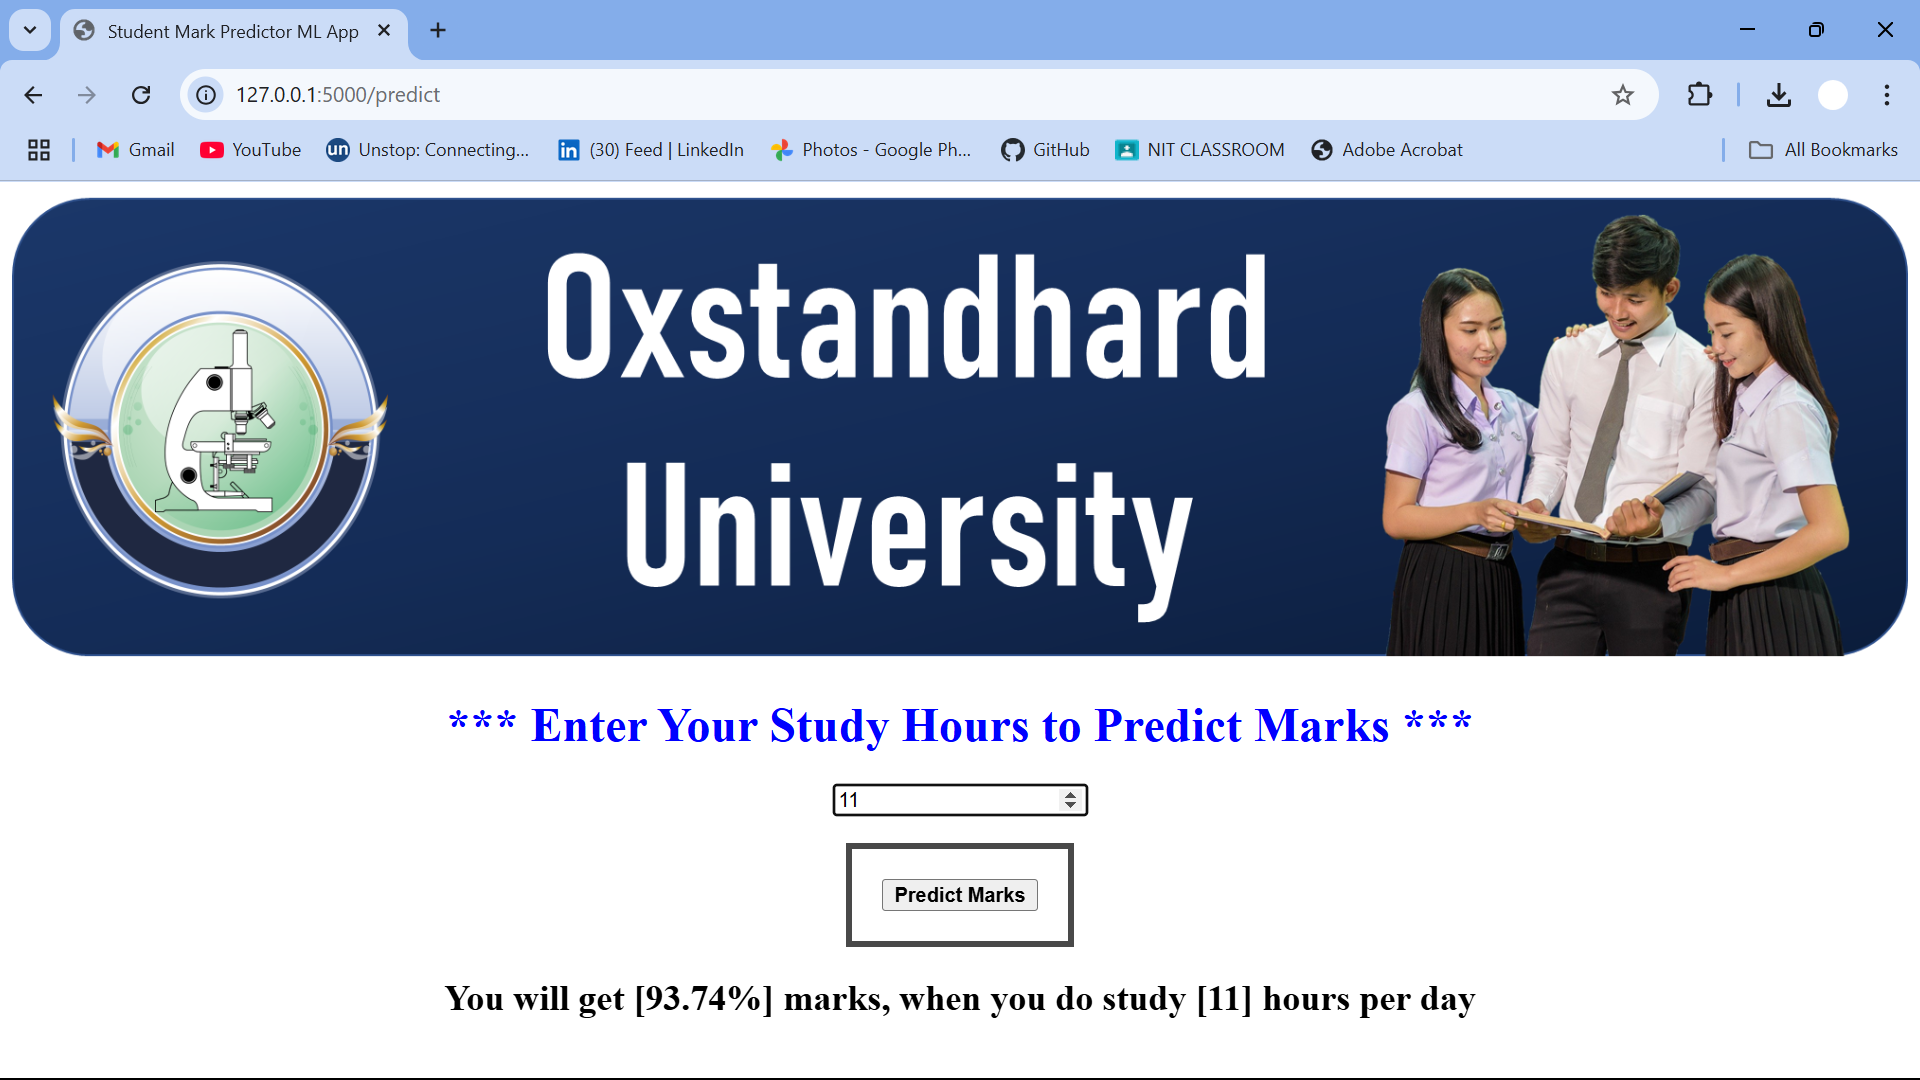 Student Mark Predictor ML App
127.0.0.1:5000/predict
Gmail
YouTube
un
Unstop: Connecting...
in
(30) Feed | LinkedIn
Photos - Google Ph...
GitHub
NIT CLASSROOM
Adobe Acrobat
All Bookmarks
Oxstandhard
University
*** Enter Your Study Hours to Predict Marks ***
11
Predict Marks
You will get [93.74%] marks, when you do study [11] hours per day